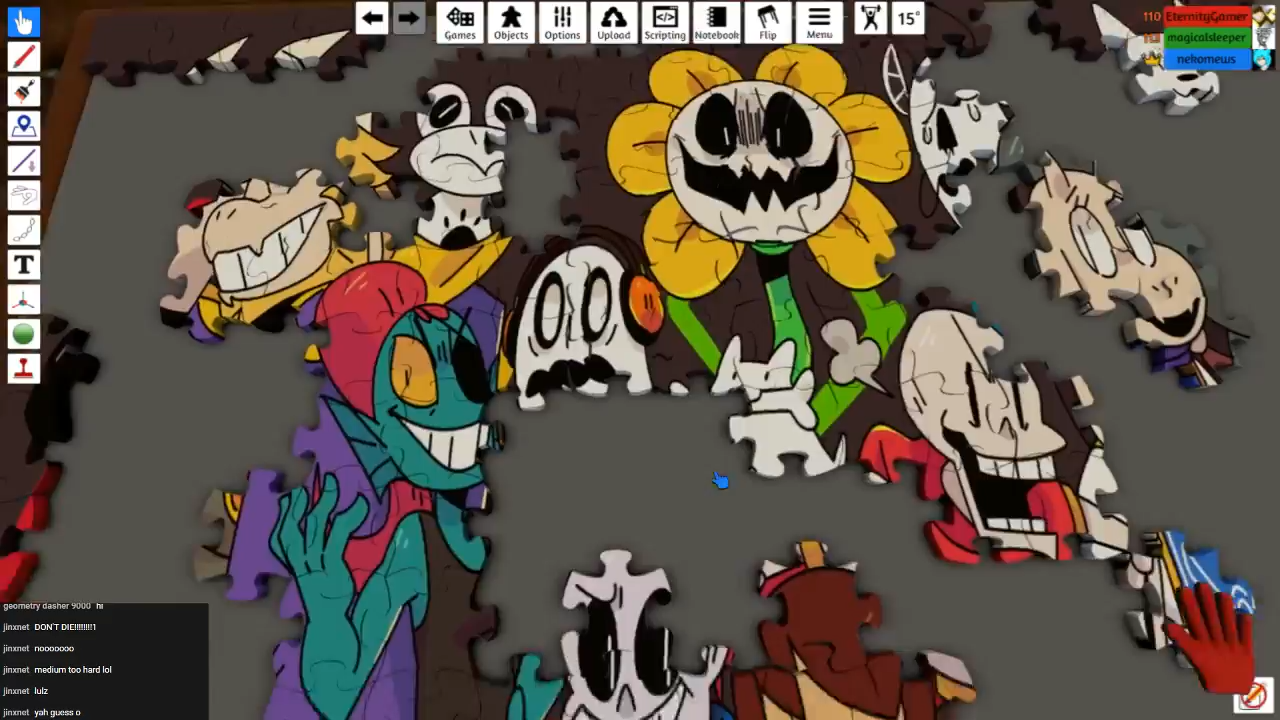 Games
Objects
Options
Upload
Scripting
Notebook
Flip
Menu
15°
110 EternityGamer
magicalsleeper
nekomews
T
geometry dasher 9000 hi
jinxnet DON'T DIE!!!!!!!!1
jinxnet nooooooo
jinxnet medium too hard lol
jinxnet lulz
jinxnet yah guess o